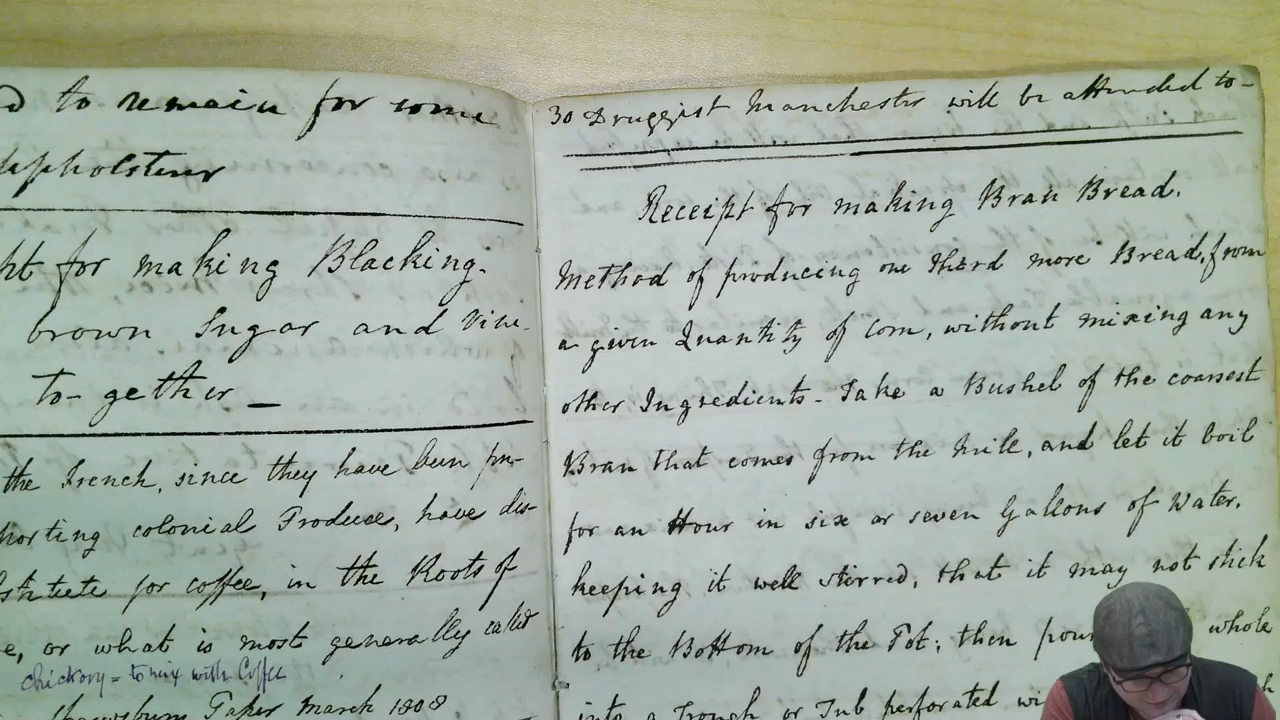 to remain for some
upholsterer
for making Blacking.
brown Sugar and Vine-
to-gether_
the French, since they have been pr-
porting colonial Produce, have dis-
for coffee, in the Roots of
e, or what is most generally called
chickory = to mix with Coffee
Shrewsbury Paper March 1808
30 Druggist Manchester will be attended to-
Receipt for making Bran Bread.
Method of producing one third more Bread, from
a given Quantity of Corn, without mixing any
other Ingredients - Take a Bushel of the coarsest
Bran that comes from the Mill, and let it boil
for an Hour in six or seven Gallons of Water,
keeping it well stirred, that it may not stick
to the Bottom of the Pot; then pour whole
into a Trough or Tub perforated